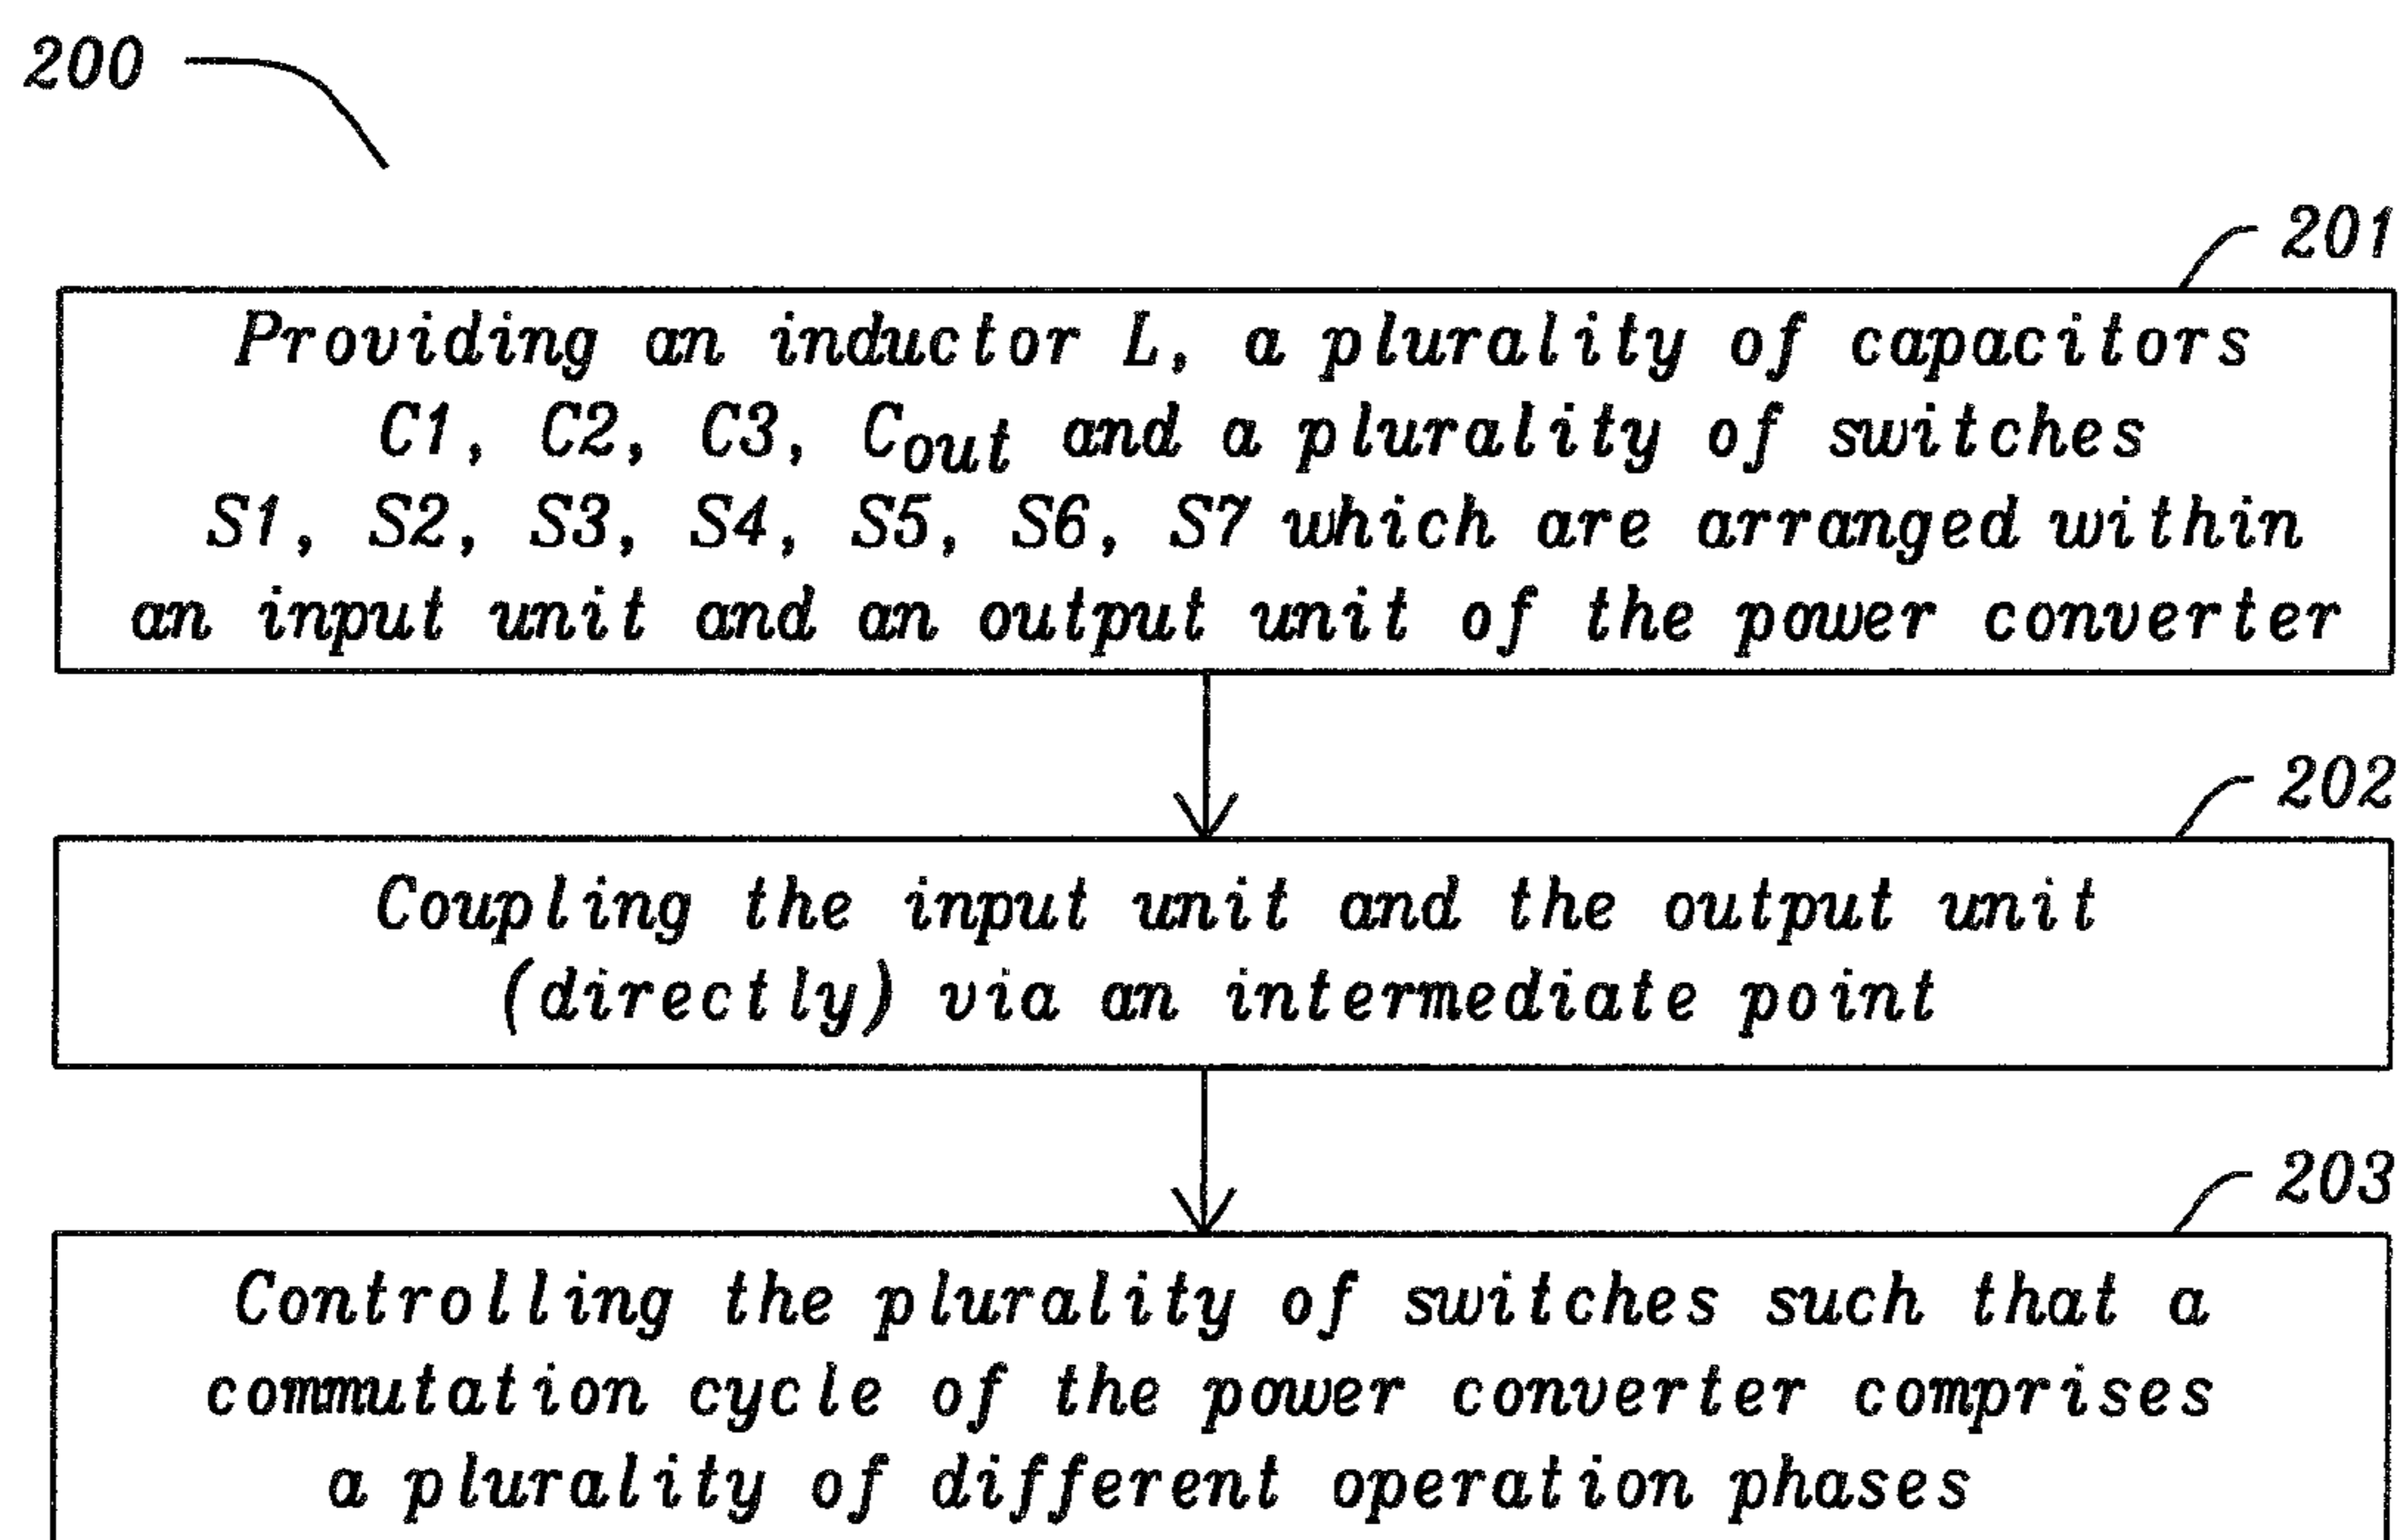 200
201
Providing an inductor L, a plurality of capacitors
C1, C2, C3, Cout and a plurality of switches
S1, S2, S3, S4, S5, S6, S7 which are arranged within
an input unit and an output unit of the power converter
202
Coupling the input unit and the output unit
(directly) via an intermediate point
203
Controlling the plurality of switches such that a
commutation cycle of the power converter comprises
a plurality of different operation phases